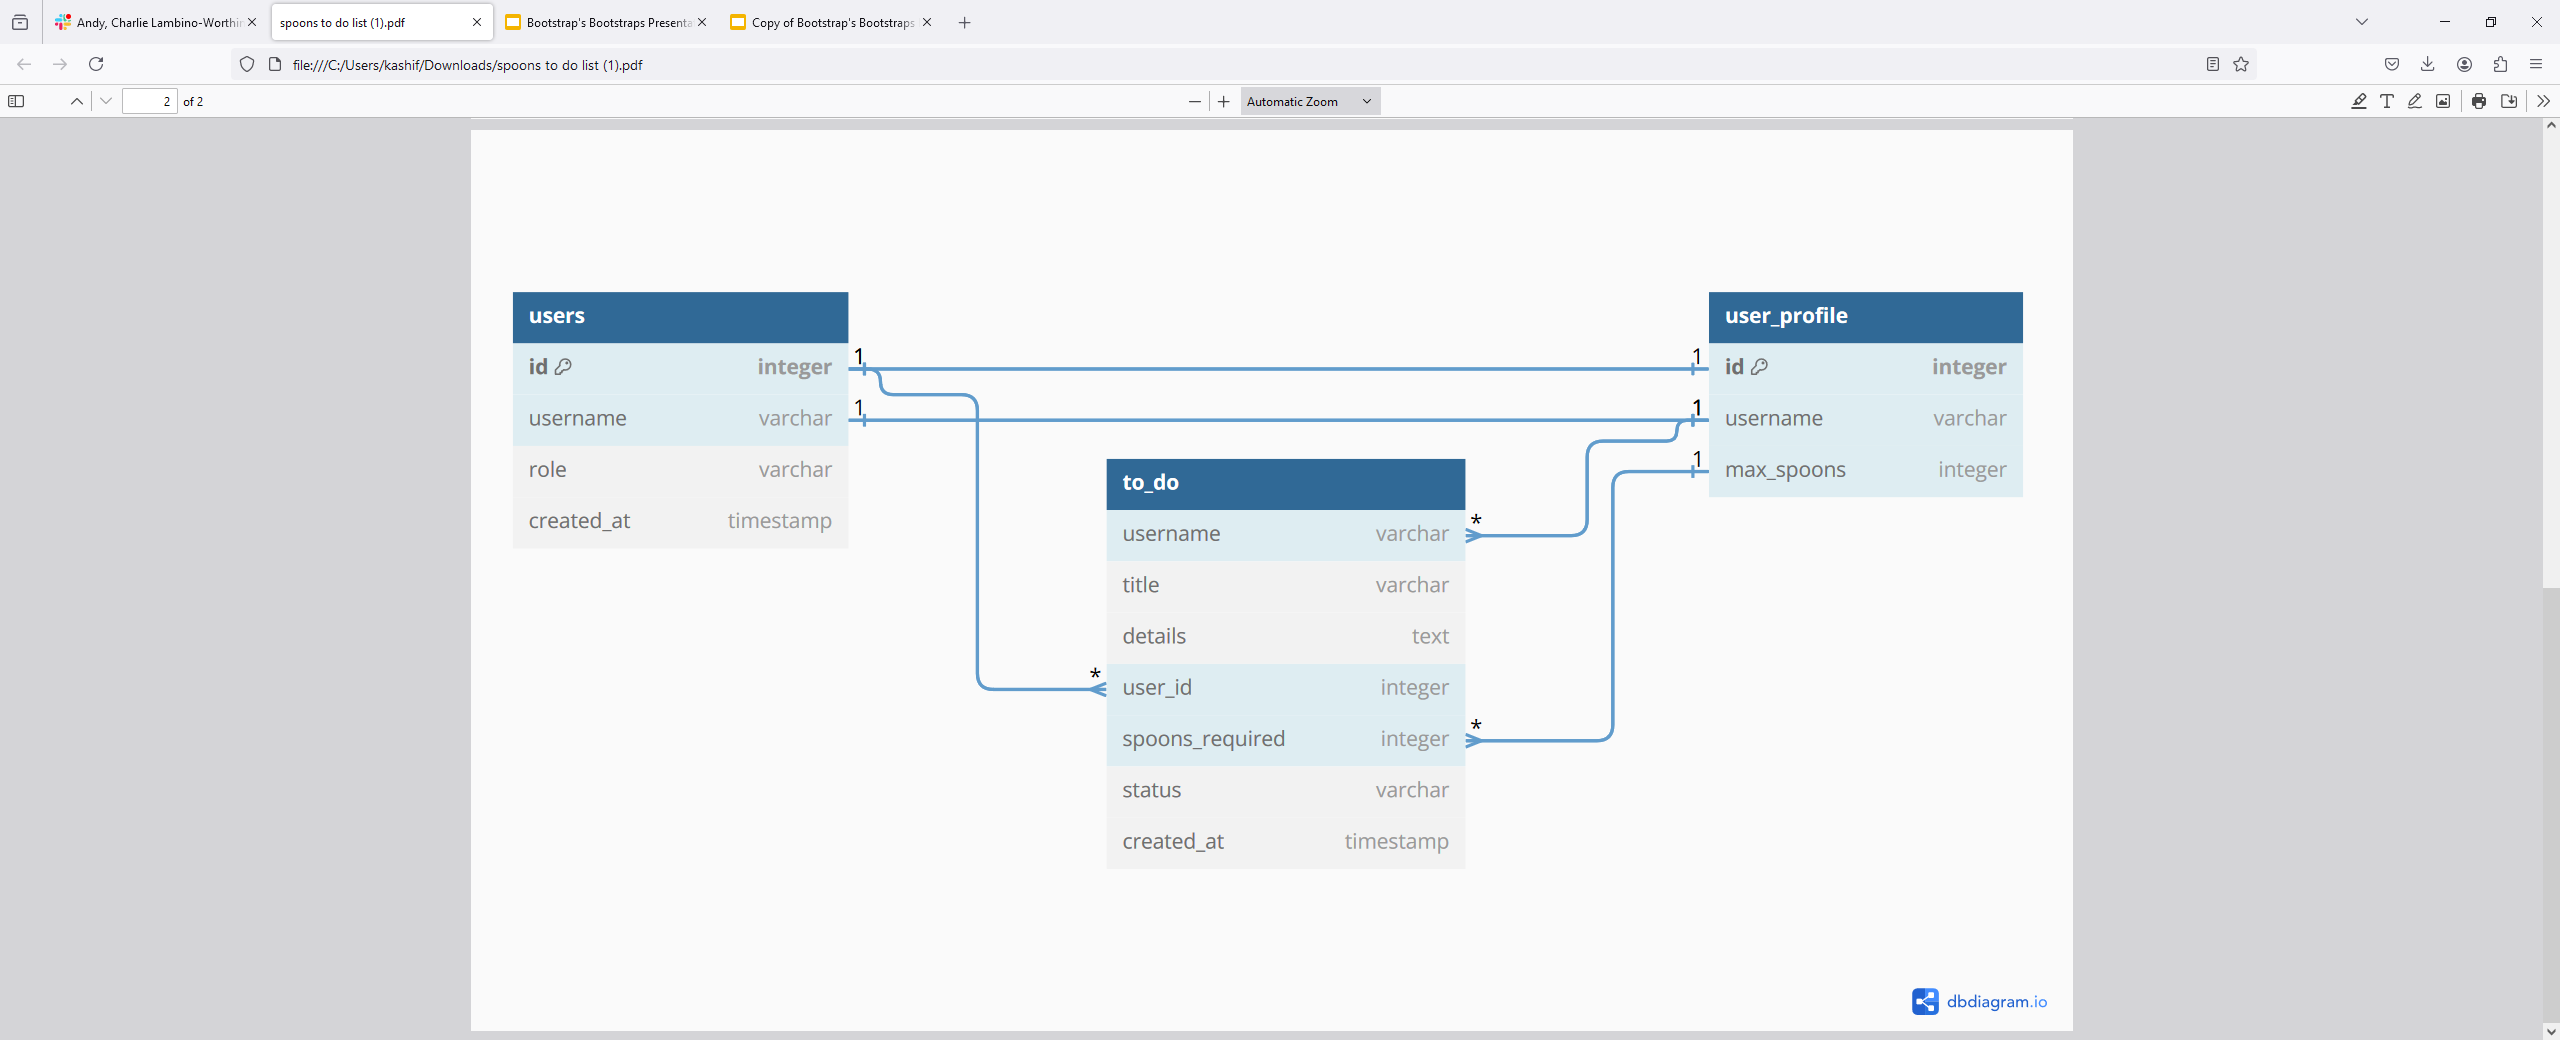 Andy, Charlie Lambino-Worthi
spoons to do list (1).pdf
Bootstrap's Bootstraps Presenta
Copy of Bootstrap's Bootstraps
file:///C:/Users/kashif/Downloads/spoons to do list (1).pdf
2 of 2
Automatic Zoom
users
id integer
username varchar
role varchar
created_at timestamp
1
1
user_profile
id integer
username varchar
max_spoons integer
1
1
1
to_do
username varchar
title varchar
details text
user_id integer
spoons_required integer
status varchar
created_at timestamp
*
*
*
dbdiagram.io